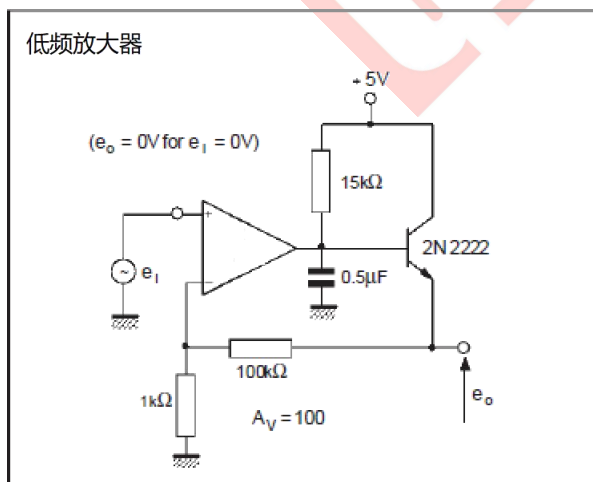 低频放大器
+5V
(eo = 0V for eI = 0V)
15kΩ
+
2N2222
~ eI
0.5μF
−
100kΩ
1kΩ
eo
AV = 100